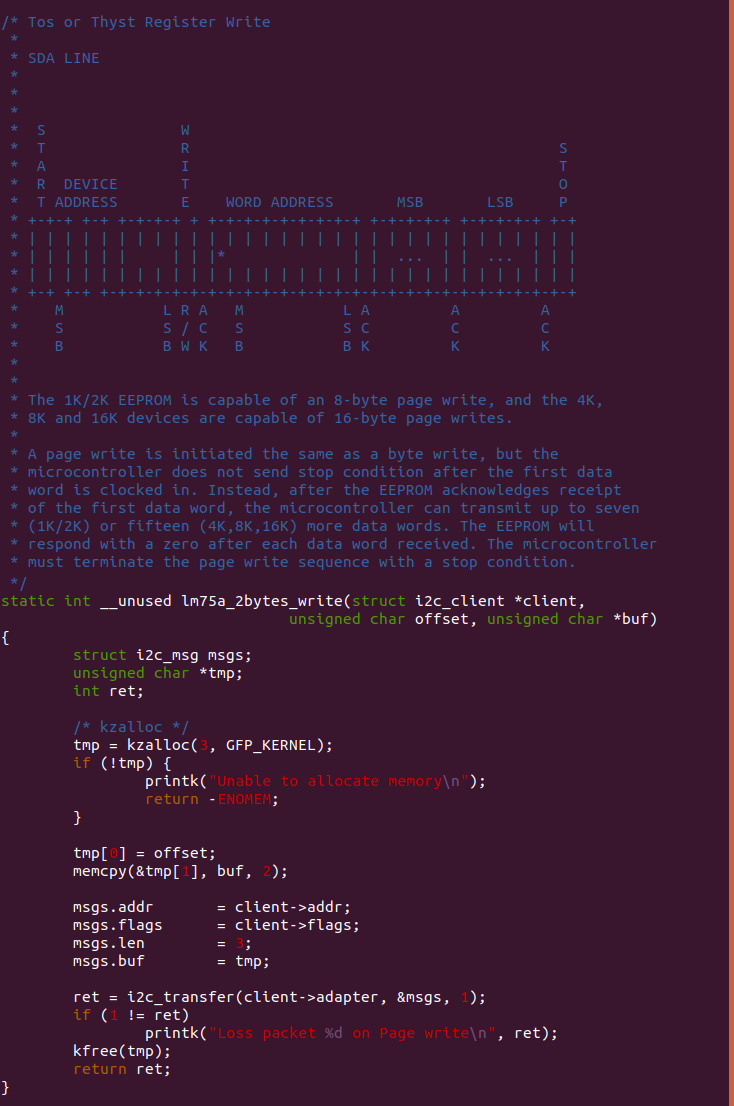 /* Tos or Thyst Register Write
 *
 * SDA LINE
 *
 *
 *
 *  S               W
 *  T               R                                         S
 *  A               I                                         T
 *  R  DEVICE       T                                         O
 *  T ADDRESS       E    WORD ADDRESS       MSB       LSB     P
 * +-+-+ +-+ +-+-+-+ + +-+-+-+-+-+-+-+-+ +-+-+-+-+ +-+-+-+-+ +-+
 * | | | | | | | | | | | | | | | | | | | | | | | | | | | | | | |
 * | | | | | |     | | |*              | |  ...  | |  ...  | | |
 * | | | | | | | | | | | | | | | | | | | | | | | | | | | | | | |
 * +-+ +-+ +-+-+-+-+-+-+-+-+-+-+-+-+-+-+-+-+-+-+-+-+-+-+-+-+-+-+
 *    M           L R A   M           L A         A         A
 *    S           S / C   S           S C         C         C
 *    B           B W K   B           B K         K         K
 *
 *
 * The 1K/2K EEPROM is capable of an 8-byte page write, and the 4K,
 * 8K and 16K devices are capable of 16-byte page writes.
 *
 * A page write is initiated the same as a byte write, but the
 * microcontroller does not send stop condition after the first data
 * word is clocked in. Instead, after the EEPROM acknowledges receipt
 * of the first data word, the microcontroller can transmit up to seven
 * (1K/2K) or fifteen (4K,8K,16K) more data words. The EEPROM will
 * respond with a zero after each data word received. The microcontroller
 * must terminate the page write sequence with a stop condition.
 */
static int __unused lm75a_2bytes_write(struct i2c_client *client,
                                unsigned char offset, unsigned char *buf)
{
        struct i2c_msg msgs;
        unsigned char *tmp;
        int ret;

        /* kzalloc */
        tmp = kzalloc(3, GFP_KERNEL);
        if (!tmp) {
                printk("Unable to allocate memory\n");
                return -ENOMEM;
        }

        tmp[0] = offset;
        memcpy(&tmp[1], buf, 2);

        msgs.addr       = client->addr;
        msgs.flags      = client->flags;
        msgs.len        = 3;
        msgs.buf        = tmp;

        ret = i2c_transfer(client->adapter, &msgs, 1);
        if (1 != ret)
                printk("Loss packet %d on Page write\n", ret);
        kfree(tmp);
        return ret;
}